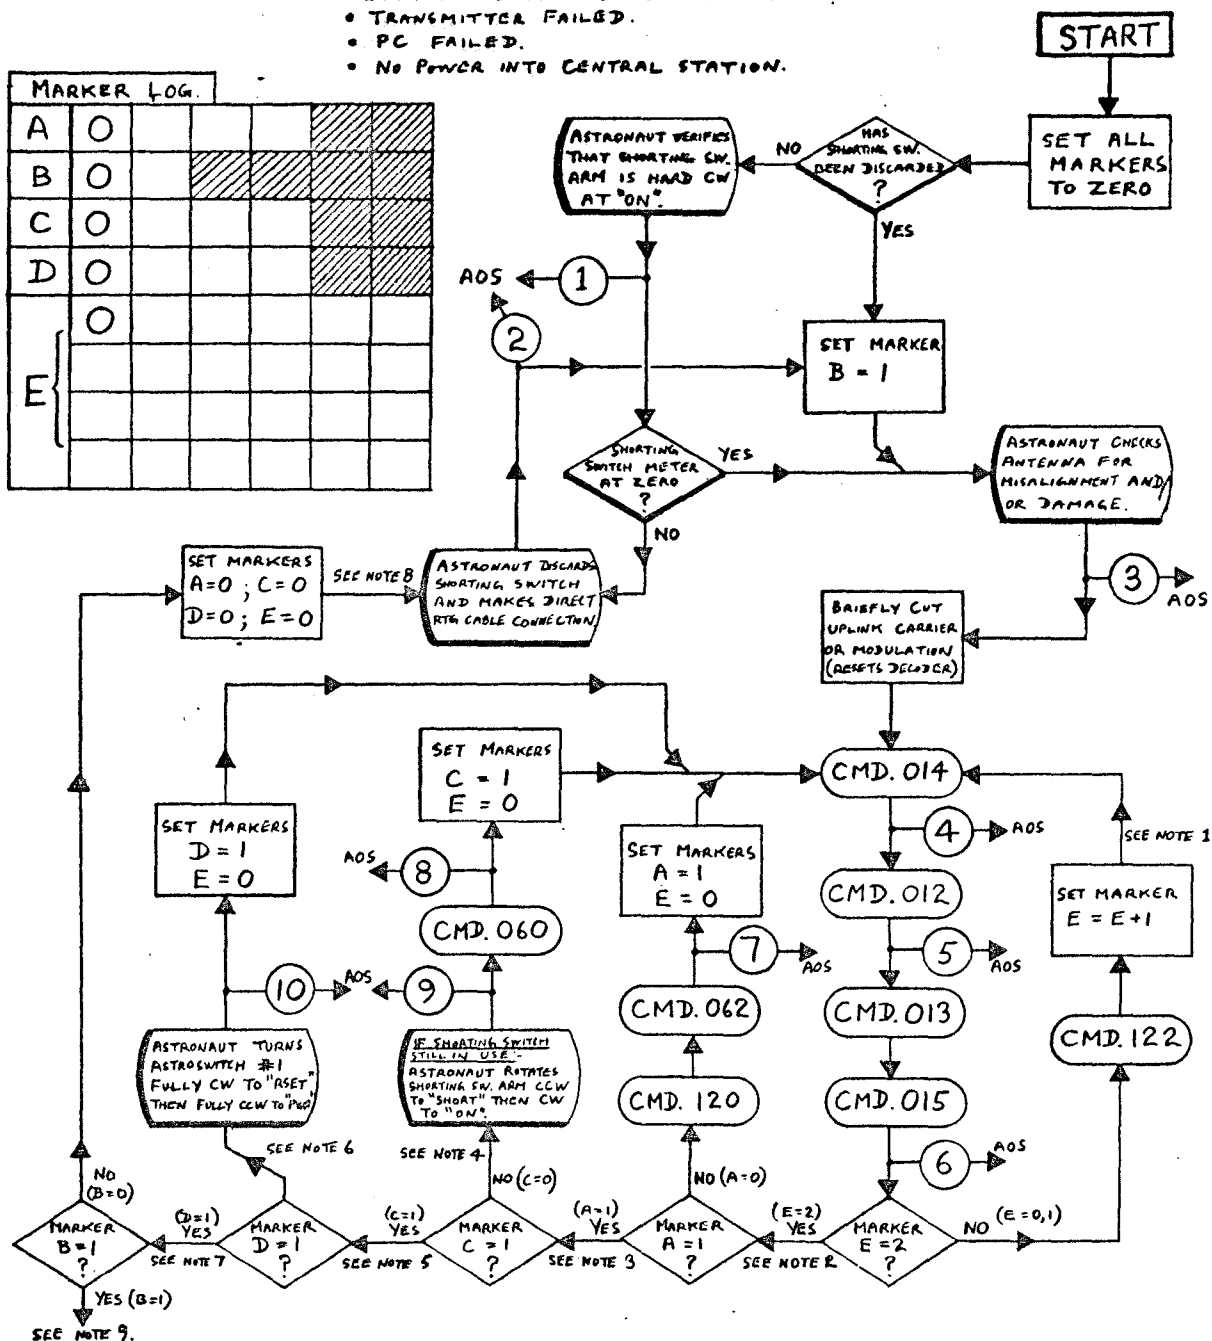 • TRANSMITTER FAILED.
• PC FAILED.
• NO POWER INTO CENTRAL STATION.
START
MARKER LOG.
A O
B O
C O
D O
O
E
SET ALL
MARKERS
TO ZERO
HAS
SHORTING SW.
BEEN DISCARDED
?
NO
YES
ASTRONAUT VERIFIES
THAT SHORTING SW.
ARM IS HARD CW
AT "ON".
AOS
1
2
SET MARKER
B = 1
SHORTING
SWITCH METER
AT ZERO
?
YES
NO
ASTRONAUT CHECKS
ANTENNA FOR
MISALIGNMENT AND/
OR DAMAGE.
3
AOS
SET MARKERS
A=0 ; C=0
D=0 ; E=0
SEE NOTE 8
ASTRONAUT DISCARDS
SHORTING SWITCH
AND MAKES DIRECT
RTG CABLE CONNECTION
BRIEFLY CUT
UPLINK CARRIER
OR MODULATION
(RESETS DECODER)
SET MARKERS
C = 1
E = 0
CMD. 014
4
AOS
SEE NOTE 1
SET MARKERS
D = 1
E = 0
AOS
8
SET MARKERS
A = 1
E = 0
CMD. 012
SET MARKER
E = E+1
CMD. 060
7
AOS
5
AOS
10
AOS
9
CMD. 062
CMD. 013
CMD. 122
ASTRONAUT TURNS
ASTROSWITCH #1
FULLY CW TO "RSET"
THEN FULLY CCW TO
IF SHORTING SWITCH
STILL IN USE:-
ASTRONAUT ROTATES
SHORTING SW. ARM CCW
TO "SHORT" THEN CW
TO "ON".
CMD. 120
CMD. 015
6
AOS
SEE NOTE 6
SEE NOTE 4
NO
(B=0)
NO (C=0)
NO (A=0)
MARKER
B=1
?
(D=1)
YES
SEE NOTE 7
MARKER
D=1
?
(C=1)
YES
SEE NOTE 5
MARKER
C=1
?
(A=1)
YES
SEE NOTE 3
MARKER
A=1
?
(E=2)
YES
SEE NOTE 2
MARKER
E=2
?
NO (E=0,1)
YES (B=1)
SEE NOTE 9.